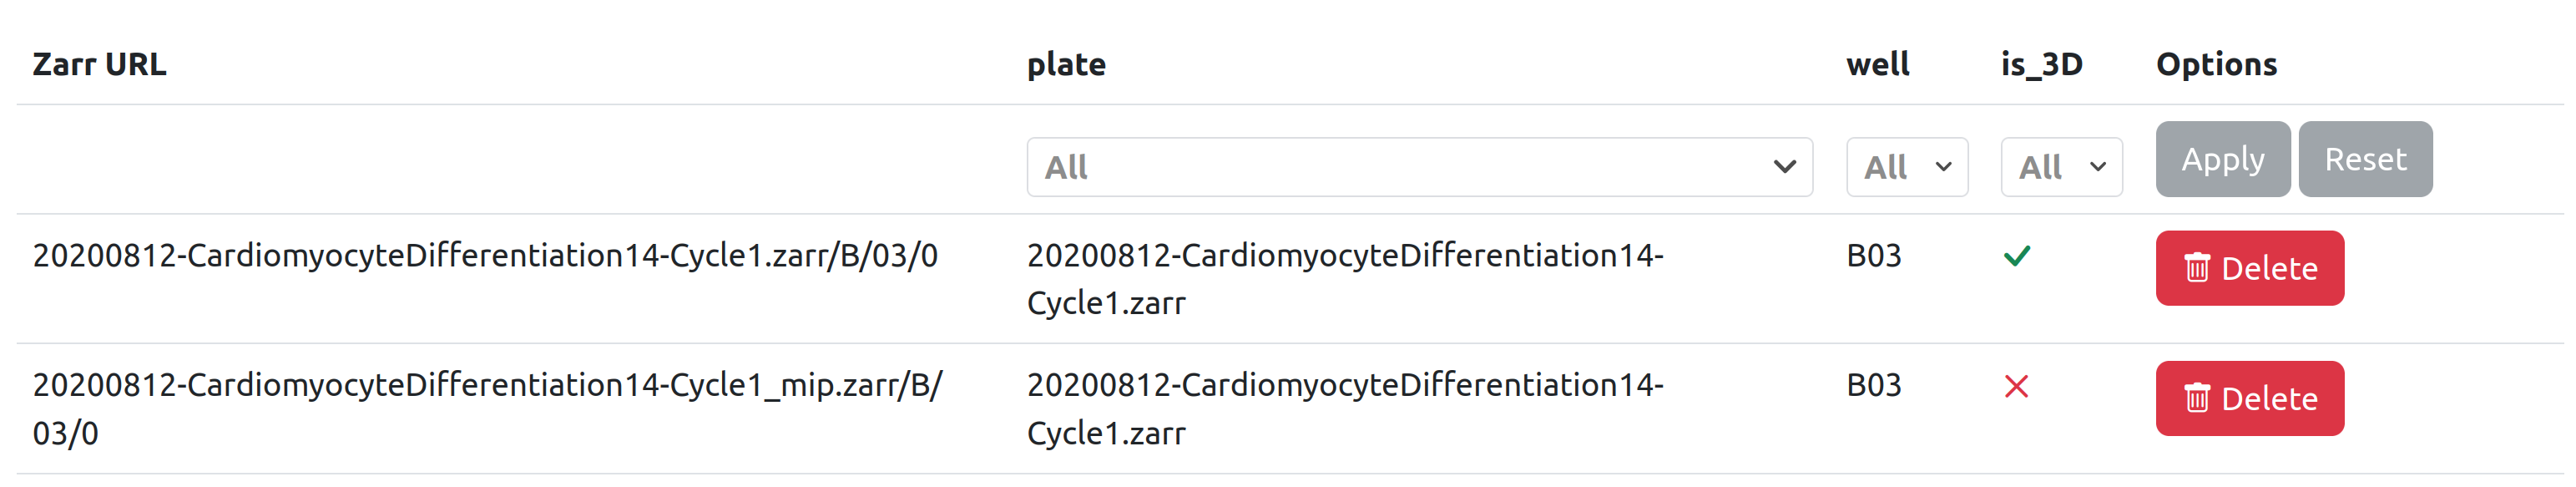 Zarr URL plate well is_3D Options
All All All Apply Reset
20200812-CardiomyocyteDifferentiation14-Cycle1.zarr/B/03/0 20200812-CardiomyocyteDifferentiation14- B03 Delete
Cycle1.zarr
20200812-CardiomyocyteDifferentiation14-Cycle1_mip.zarr/B/ 20200812-CardiomyocyteDifferentiation14- B03 Delete
03/0 Cycle1.zarr